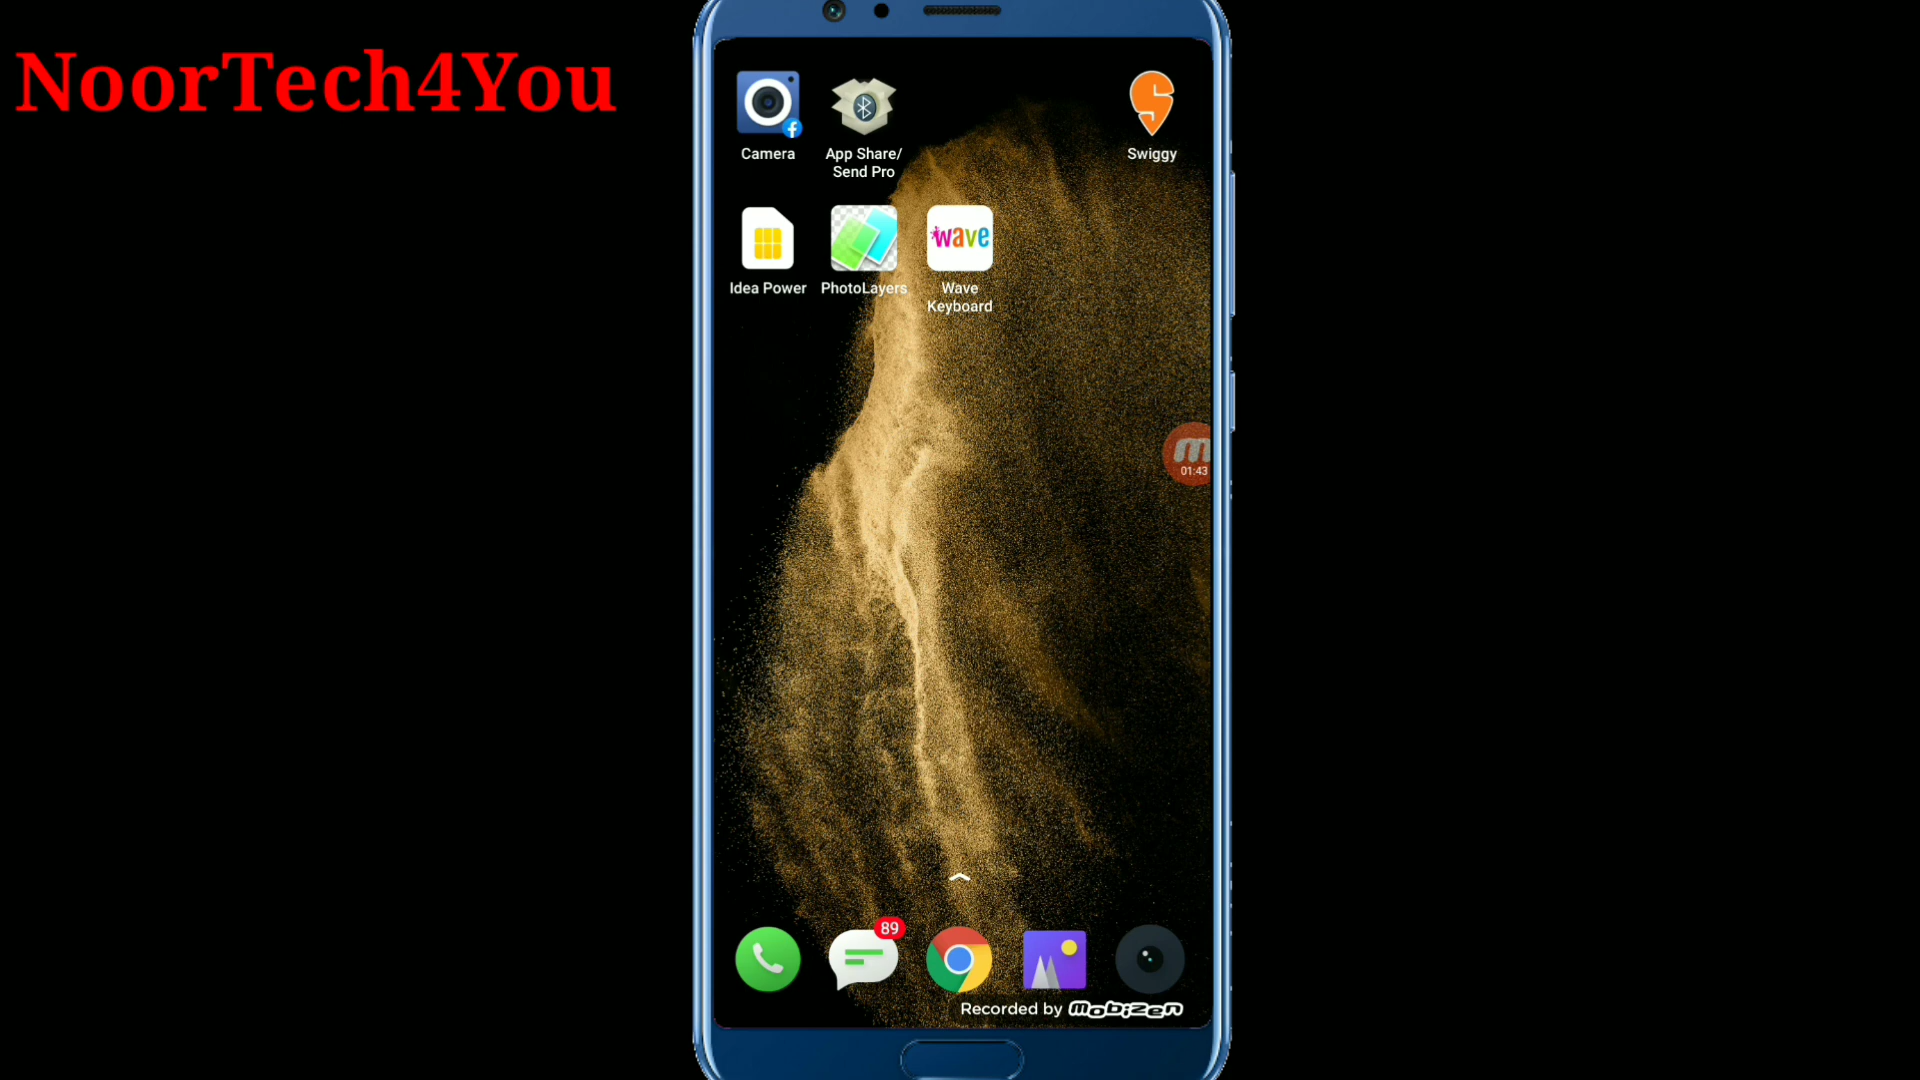 NoorTech4You
Camera
App Share/
Send Pro
Swiggy
wave
Idea Power
PhotoLayers
Wave
Keyboard
m
01:43
89
Recorded by Mobizen